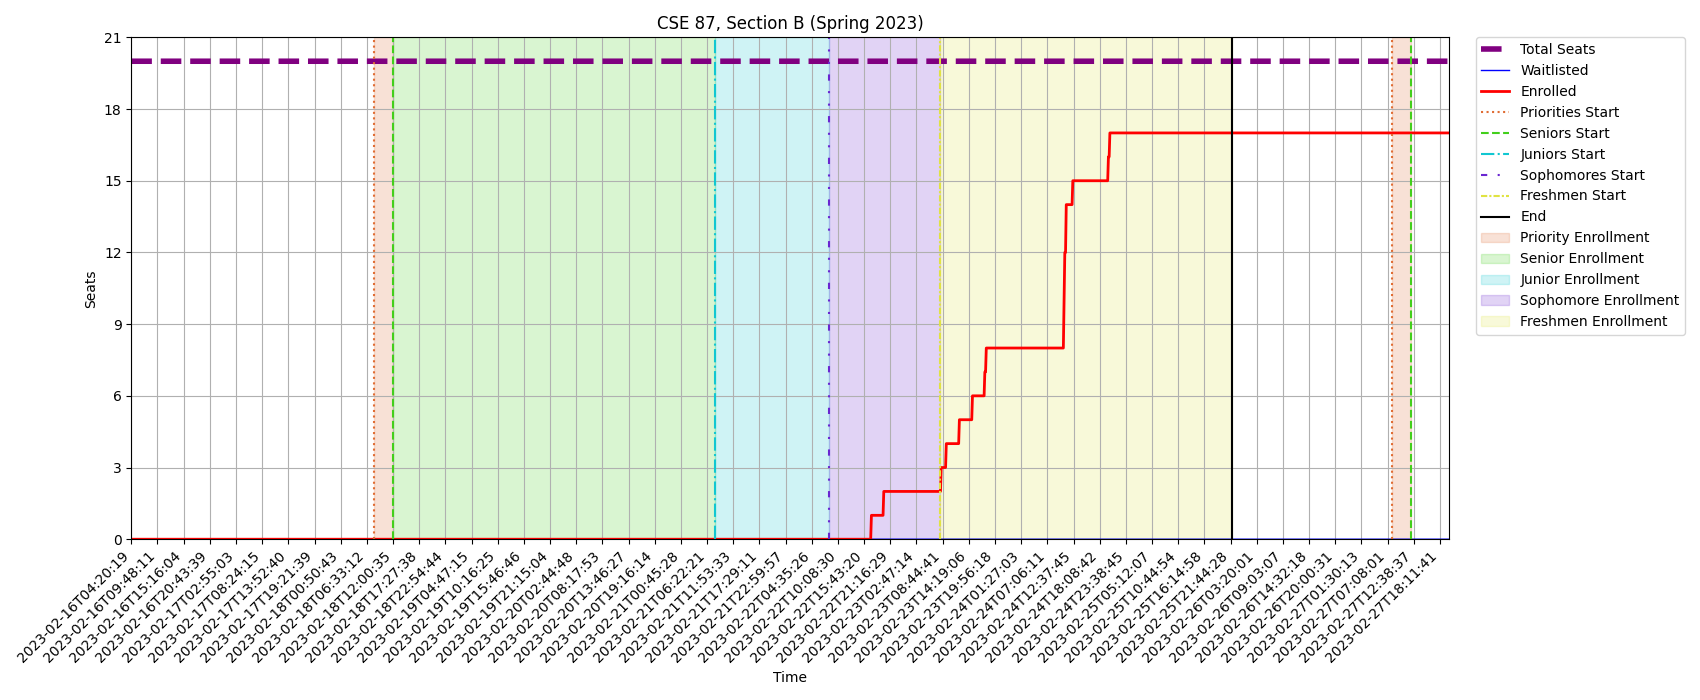 CSE 87, Section B (Spring 2023)
21
18
15
12
9
6
3
0
Seats
2023-02-16T04:20:19
2023-02-16T09:48:11
2023-02-16T15:16:04
2023-02-16T20:43:39
2023-02-17T02:55:03
2023-02-17T08:24:15
2023-02-17T13:52:40
2023-02-17T19:21:39
2023-02-18T00:50:43
2023-02-18T06:33:12
2023-02-18T12:00:35
2023-02-18T17:27:38
2023-02-18T22:54:44
2023-02-19T04:47:15
2023-02-19T10:16:25
2023-02-19T15:46:46
2023-02-19T21:15:04
2023-02-20T02:44:48
2023-02-20T08:17:53
2023-02-20T13:46:27
2023-02-20T19:16:14
2023-02-21T00:45:28
2023-02-21T06:22:21
2023-02-21T11:53:33
2023-02-21T17:29:11
2023-02-21T22:59:57
2023-02-22T04:35:26
2023-02-22T10:08:30
2023-02-22T15:43:20
2023-02-22T21:16:29
2023-02-23T02:47:14
2023-02-23T08:44:41
2023-02-23T14:19:06
2023-02-23T19:56:18
2023-02-24T01:27:03
2023-02-24T07:06:11
2023-02-24T12:37:45
2023-02-24T18:08:42
2023-02-24T23:38:45
2023-02-25T05:12:07
2023-02-25T10:44:54
2023-02-25T16:14:58
2023-02-25T21:44:28
2023-02-26T03:20:01
2023-02-26T09:03:07
2023-02-26T14:32:18
2023-02-26T20:00:31
2023-02-27T01:30:13
2023-02-27T07:08:01
2023-02-27T12:38:37
2023-02-27T18:11:41
Time
Total Seats
Waitlisted
Enrolled
Priorities Start
Seniors Start
Juniors Start
Sophomores Start
Freshmen Start
End
Priority Enrollment
Senior Enrollment
Junior Enrollment
Sophomore Enrollment
Freshmen Enrollment